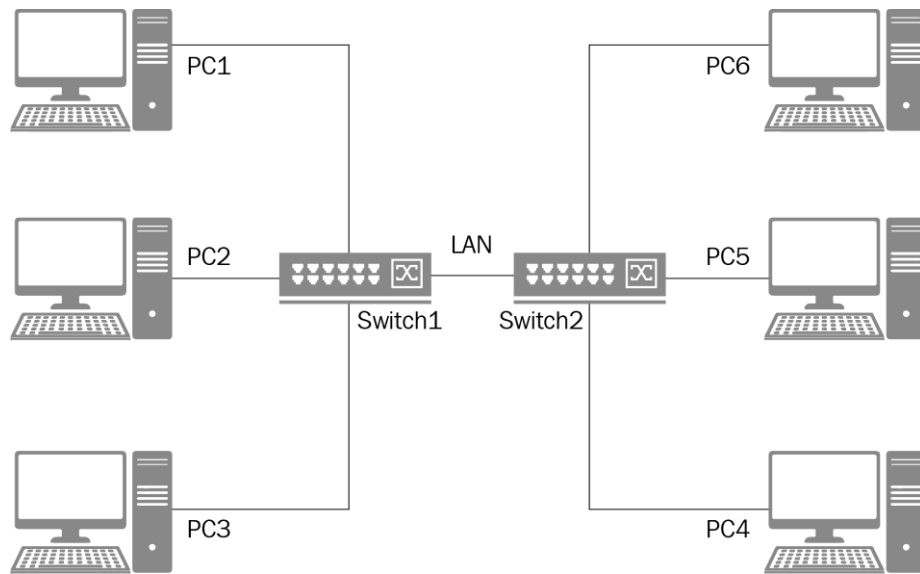 PC1
PC6
PC2
LAN
PC5
Switch1
Switch2
PC3
PC4